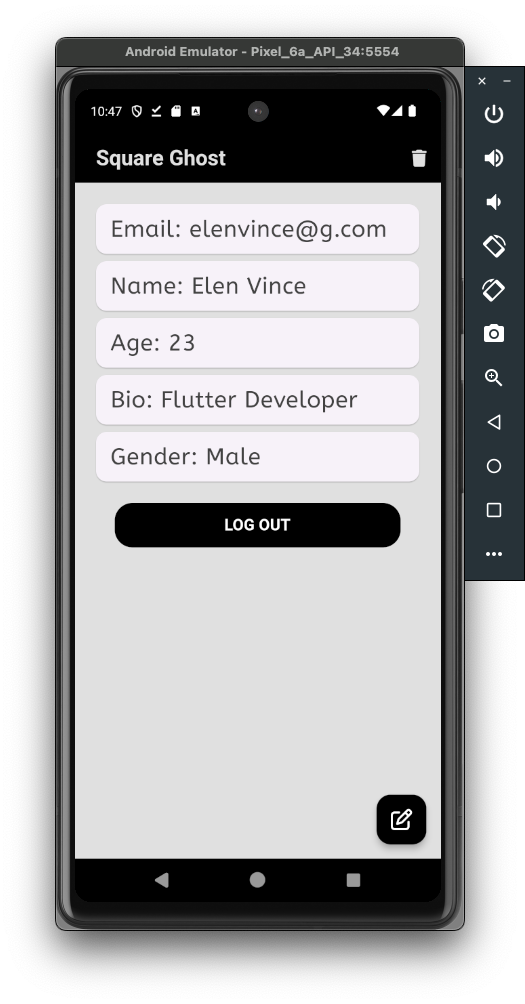 Android Emulator - Pixel_6a_API_34:5554
10:47
Square Ghost
Email: elenvince@g.com
Name: Elen Vince
Age: 23
Bio: Flutter Developer
Gender: Male
LOG OUT